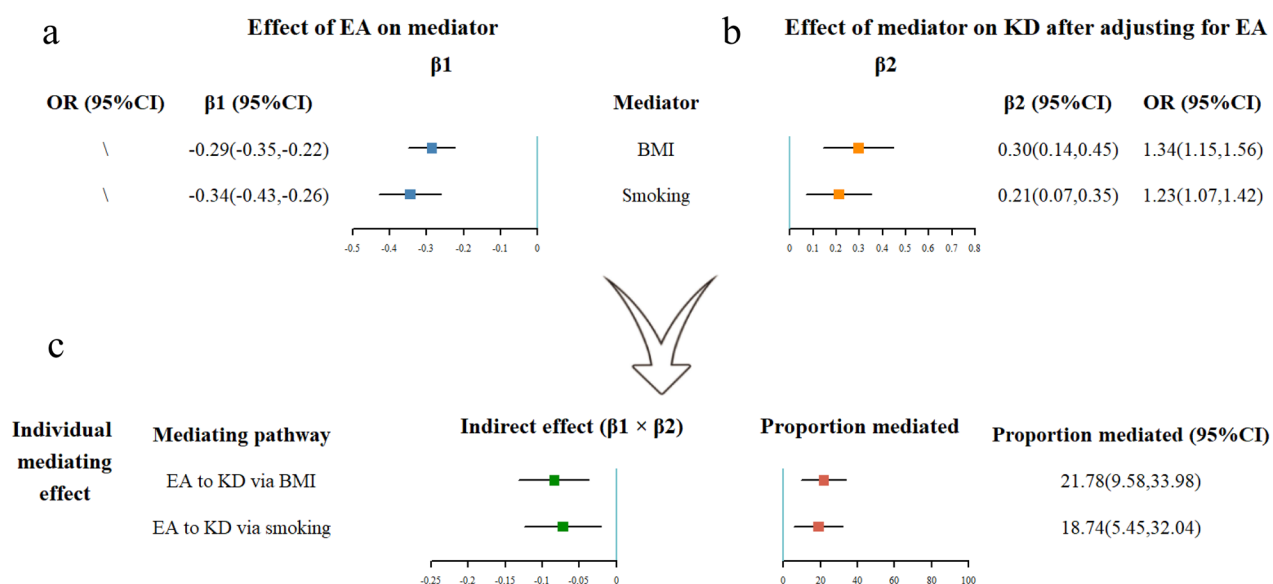 a
Effect of EA on mediator
b
Effect of mediator on KD after adjusting for EA
β1
β2
OR (95%CI)
β1 (95%CI)
Mediator
β2 (95%CI)
OR (95%CI)
\
-0.29(-0.35,-0.22)
BMI
0.30(0.14,0.45)
1.34(1.15,1.56)
\
-0.34(-0.43,-0.26)
Smoking
0.21(0.07,0.35)
1.23(1.07,1.42)
-0.5 -0.4 -0.3 -0.2 -0.1 0
0 0.1 0.2 0.3 0.4 0.5 0.6 0.7 0.8
c
Individual
mediating
effect
Mediating pathway
Indirect effect (β1 × β2)
Proportion mediated
Proportion mediated (95%CI)
EA to KD via BMI
21.78(9.58,33.98)
EA to KD via smoking
18.74(5.45,32.04)
-0.25 -0.2 -0.15 -0.1 -0.05 0
0 20 40 60 80 100